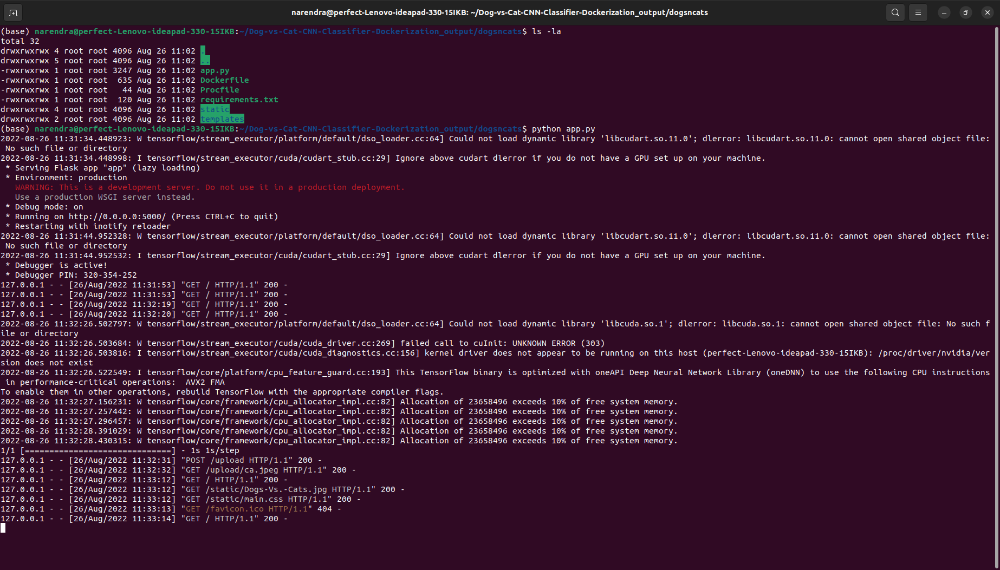 narendra@perfect-Lenovo-ideapad-330-15IKB: ~/Dog-vs-Cat-CNN-Classifier-Dockerization_output/dogsncats
(base) narendra@perfect-Lenovo-ideapad-330-15IKB:~/Dog-vs-Cat-CNN-Classifier-Dockerization_output/dogsncats$ ls -la
total 32
drwxrwxrwx 4 root root 4096 Aug 26 11:02 .
drwxrwxrwx 5 root root 4096 Aug 26 11:02 ..
-rwxrwxrwx 1 root root 3247 Aug 26 11:02 app.py
-rwxrwxrwx 1 root root  635 Aug 26 11:02 Dockerfile
-rwxrwxrwx 1 root root   44 Aug 26 11:02 Procfile
-rwxrwxrwx 1 root root  120 Aug 26 11:02 requirements.txt
drwxrwxrwx 4 root root 4096 Aug 26 11:02 static
drwxrwxrwx 2 root root 4096 Aug 26 11:02 templates
(base) narendra@perfect-Lenovo-ideapad-330-15IKB:~/Dog-vs-Cat-CNN-Classifier-Dockerization_output/dogsncats$ python app.py
2022-08-26 11:31:34.448923: W tensorflow/stream_executor/platform/default/dso_loader.cc:64] Could not load dynamic library 'libcudart.so.11.0'; dlerror: libcudart.so.11.0: cannot open shared object file:
 No such file or directory
2022-08-26 11:31:34.448998: I tensorflow/stream_executor/cuda/cudart_stub.cc:29] Ignore above cudart dlerror if you do not have a GPU set up on your machine.
 * Serving Flask app "app" (lazy loading)
 * Environment: production
   WARNING: This is a development server. Do not use it in a production deployment.
   Use a production WSGI server instead.
 * Debug mode: on
 * Running on http://0.0.0.0:5000/ (Press CTRL+C to quit)
 * Restarting with inotify reloader
2022-08-26 11:31:44.952328: W tensorflow/stream_executor/platform/default/dso_loader.cc:64] Could not load dynamic library 'libcudart.so.11.0'; dlerror: libcudart.so.11.0: cannot open shared object file:
 No such file or directory
2022-08-26 11:31:44.952532: I tensorflow/stream_executor/cuda/cudart_stub.cc:29] Ignore above cudart dlerror if you do not have a GPU set up on your machine.
 * Debugger is active!
 * Debugger PIN: 320-354-252
127.0.0.1 - - [26/Aug/2022 11:31:53] "GET / HTTP/1.1" 200 -
127.0.0.1 - - [26/Aug/2022 11:31:53] "GET / HTTP/1.1" 200 -
127.0.0.1 - - [26/Aug/2022 11:32:19] "GET / HTTP/1.1" 200 -
127.0.0.1 - - [26/Aug/2022 11:32:20] "GET / HTTP/1.1" 200 -
2022-08-26 11:32:26.502797: W tensorflow/stream_executor/platform/default/dso_loader.cc:64] Could not load dynamic library 'libcuda.so.1'; dlerror: libcuda.so.1: cannot open shared object file: No such f
ile or directory
2022-08-26 11:32:26.503684: W tensorflow/stream_executor/cuda/cuda_driver.cc:269] failed call to cuInit: UNKNOWN ERROR (303)
2022-08-26 11:32:26.503816: I tensorflow/stream_executor/cuda/cuda_diagnostics.cc:156] kernel driver does not appear to be running on this host (perfect-Lenovo-ideapad-330-15IKB): /proc/driver/nvidia/ver
sion does not exist
2022-08-26 11:32:26.522549: I tensorflow/core/platform/cpu_feature_guard.cc:193] This TensorFlow binary is optimized with oneAPI Deep Neural Network Library (oneDNN) to use the following CPU instructions
 in performance-critical operations:  AVX2 FMA
To enable them in other operations, rebuild TensorFlow with the appropriate compiler flags.
2022-08-26 11:32:27.156231: W tensorflow/core/framework/cpu_allocator_impl.cc:82] Allocation of 23658496 exceeds 10% of free system memory.
2022-08-26 11:32:27.257442: W tensorflow/core/framework/cpu_allocator_impl.cc:82] Allocation of 23658496 exceeds 10% of free system memory.
2022-08-26 11:32:27.296457: W tensorflow/core/framework/cpu_allocator_impl.cc:82] Allocation of 23658496 exceeds 10% of free system memory.
2022-08-26 11:32:28.391029: W tensorflow/core/framework/cpu_allocator_impl.cc:82] Allocation of 23658496 exceeds 10% of free system memory.
2022-08-26 11:32:28.430315: W tensorflow/core/framework/cpu_allocator_impl.cc:82] Allocation of 23658496 exceeds 10% of free system memory.
1/1 [==============================] - 1s 1s/step
127.0.0.1 - - [26/Aug/2022 11:32:31] "POST /upload HTTP/1.1" 200 -
127.0.0.1 - - [26/Aug/2022 11:32:32] "GET /upload/ca.jpeg HTTP/1.1" 200 -
127.0.0.1 - - [26/Aug/2022 11:33:12] "GET / HTTP/1.1" 200 -
127.0.0.1 - - [26/Aug/2022 11:33:12] "GET /static/Dogs-Vs.-Cats.jpg HTTP/1.1" 200 -
127.0.0.1 - - [26/Aug/2022 11:33:12] "GET /static/main.css HTTP/1.1" 200 -
127.0.0.1 - - [26/Aug/2022 11:33:13] "GET /favicon.ico HTTP/1.1" 404 -
127.0.0.1 - - [26/Aug/2022 11:33:14] "GET / HTTP/1.1" 200 -